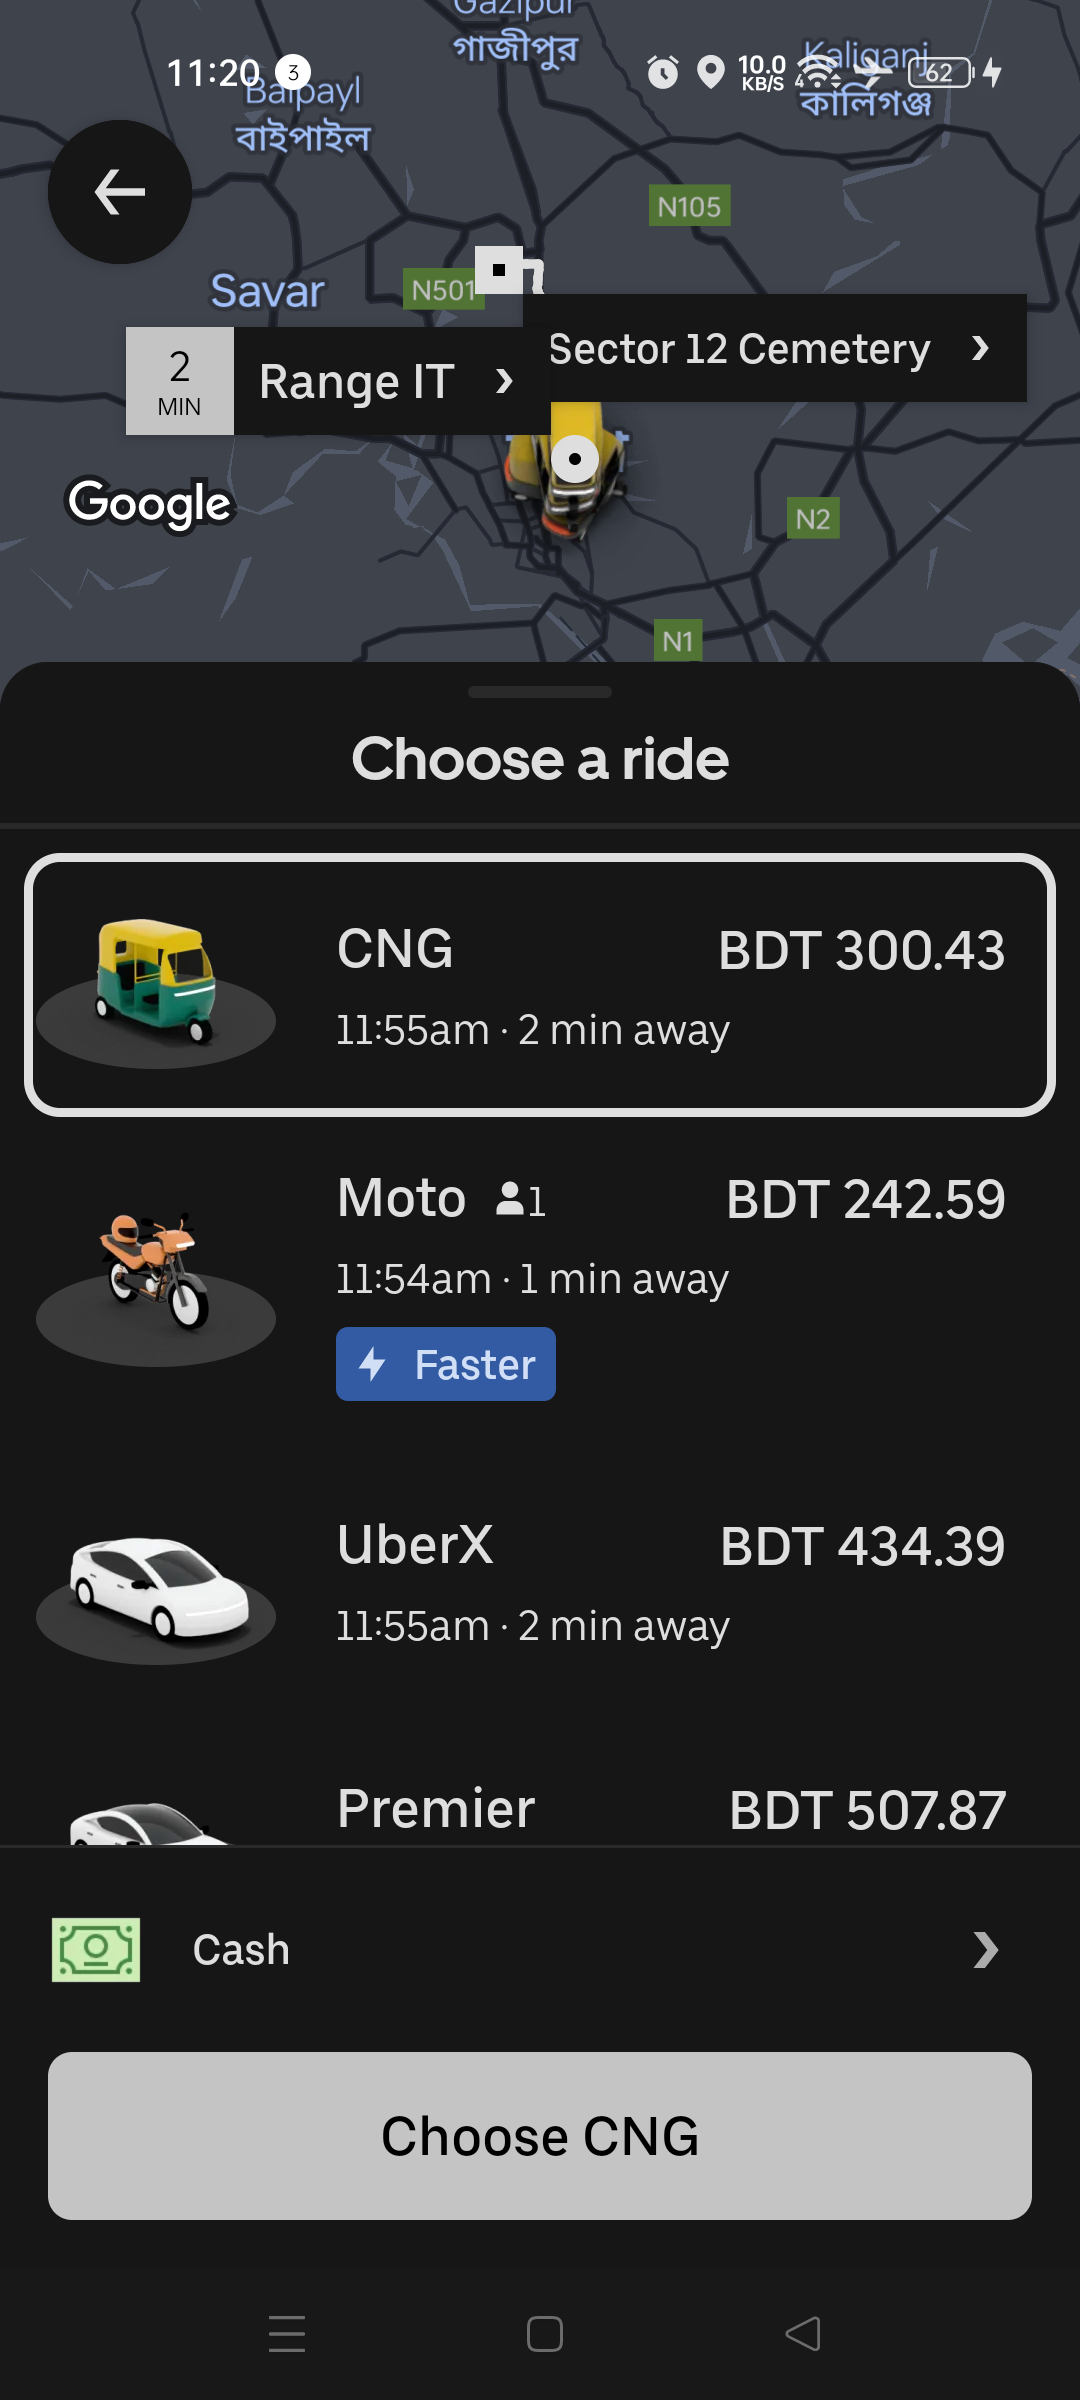 Gazipur
গাজীপুর
11:20 3
10.0
KB/S
4
62
Kaliganj
কালিগঞ্জ
Baipayl
বাইপাইল
N105
Savar
N501
Sector 12 Cemetery
2
MIN
Range IT
Google
N2
N1
Choose a ride
CNG BDT 300.43
11:55am · 2 min away
Moto 1 BDT 242.59
11:54am · 1 min away
Faster
UberX BDT 434.39
11:55am · 2 min away
Premier BDT 507.87
Cash
Choose CNG